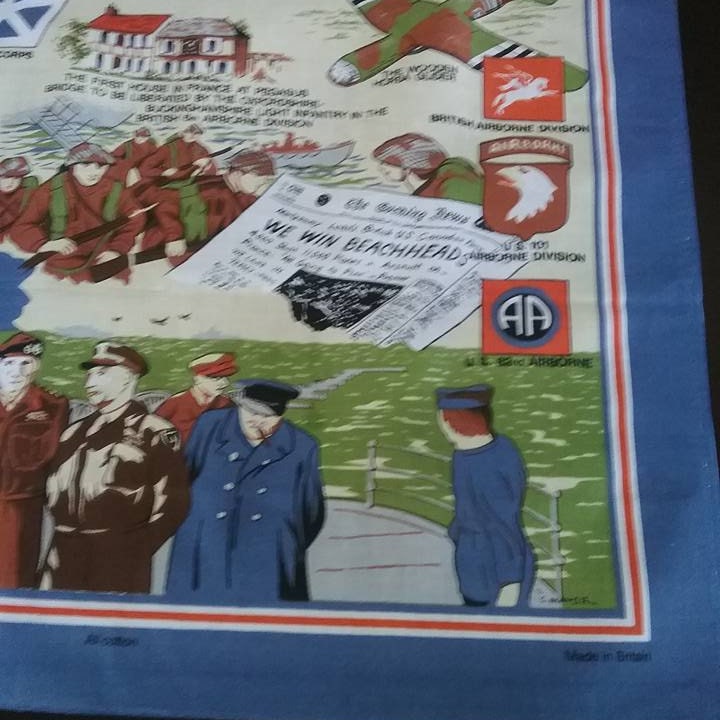 CORPS
THE FIRST HOUSE IN FRANCE AT PEGASUS
BRIDGE TO BE LIBERATED BY THE OXFORDSHIRE
BUCKINGHAMSHIRE LIGHT INFANTRY IN THE
BRITISH 6th AIRBORNE DIVISION
THE WOODEN
HORSA GLIDER
BRITISH AIRBORNE DIVISION
AIRBORNE
U.S. 101
AIRBORNE DIVISION
The Evening News
WE WIN BEACHHEADS
AA
U.S. 82nd AIRBORNE
All cotton
Made in Britain